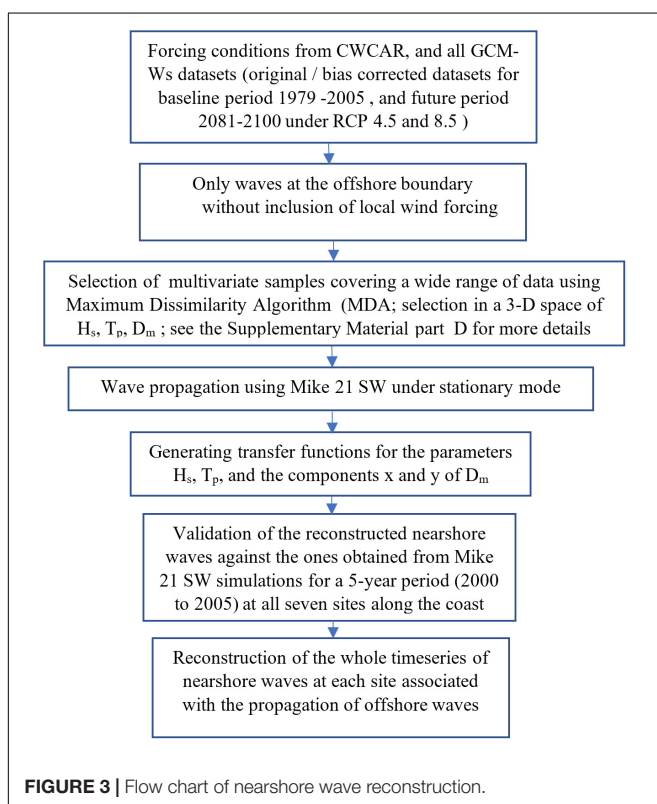 Forcing conditions from CWCAR, and all GCM-
Ws datasets (original / bias corrected datasets for
baseline period 1979 -2005 , and future period
2081-2100 under RCP 4.5 and 8.5 )
Only waves at the offshore boundary
without inclusion of local wind forcing
Selection of multivariate samples covering a wide range of data using
Maximum Dissimilarity Algorithm (MDA; selection in a 3-D space of
Hs, Tp, Dm ; see the Supplementary Material part D for more details
Wave propagation using Mike 21 SW under stationary mode
Generating transfer functions for the parameters
Hs, Tp, and the components x and y of Dm
Validation of the reconstructed nearshore
waves against the ones obtained from Mike
21 SW simulations for a 5-year period (2000
to 2005) at all seven sites along the coast
Reconstruction of the whole timeseries of
nearshore waves at each site associated
with the propagation of offshore waves
FIGURE 3 | Flow chart of nearshore wave reconstruction.